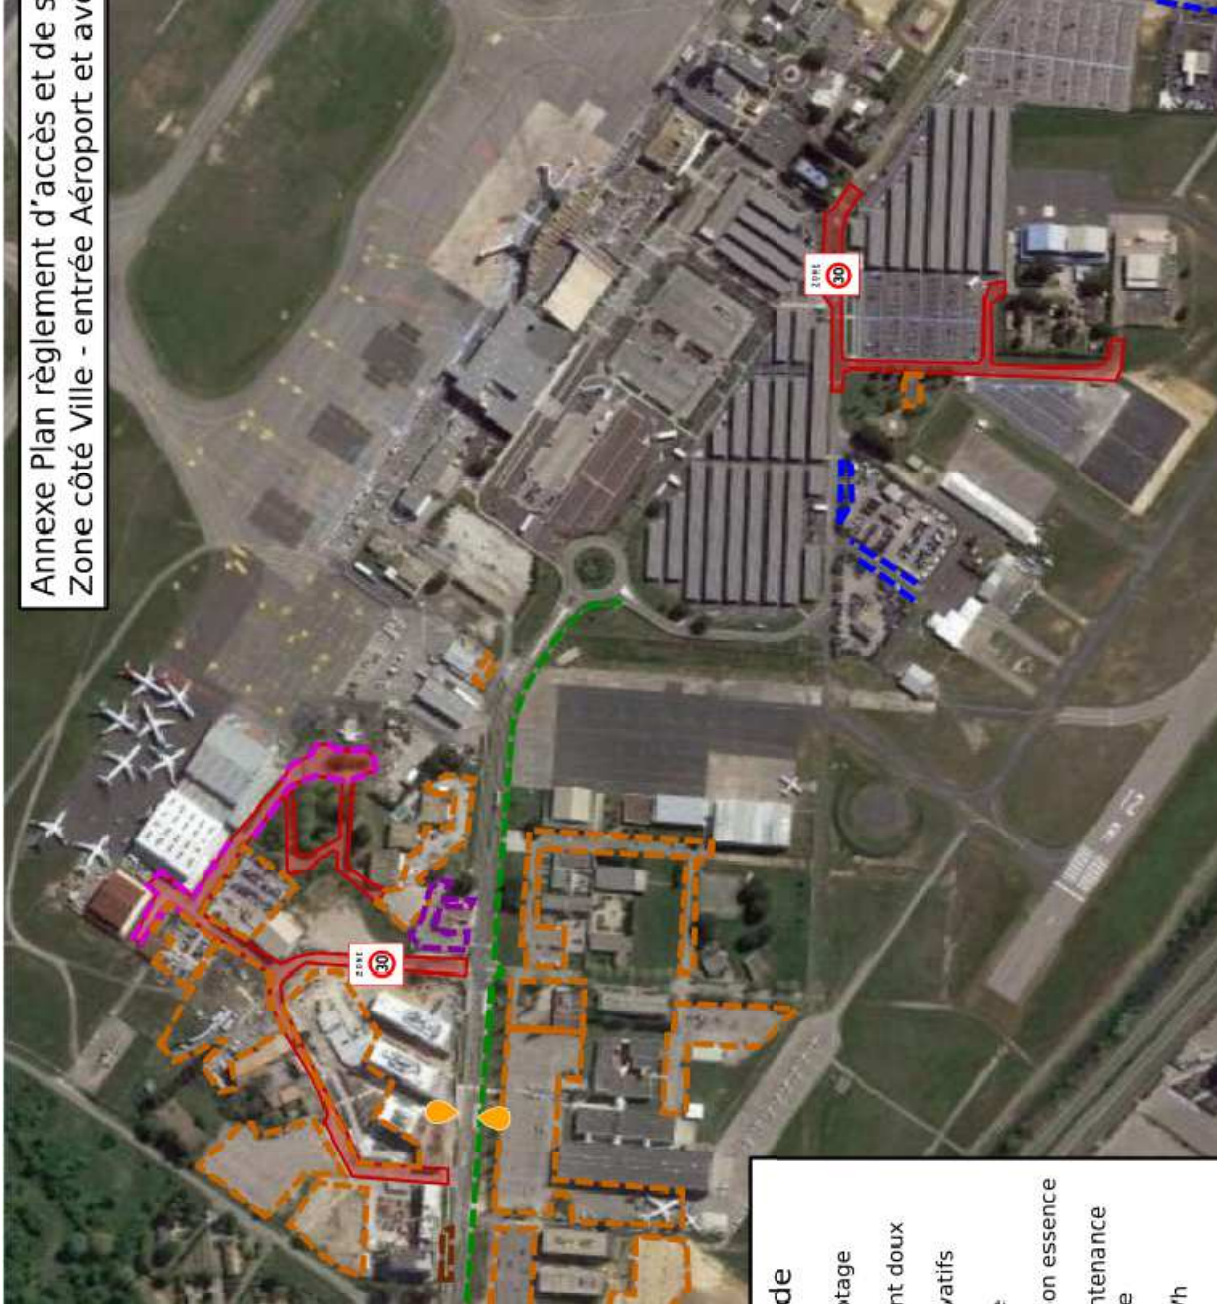 Annexe Plan règlement d'accès et de s
Zone côté Ville - entrée Aéroport et ave
ZONE
30
ZONE
30
de
otage
nt doux
vatifs
e
on essence
ntenance
e
/h